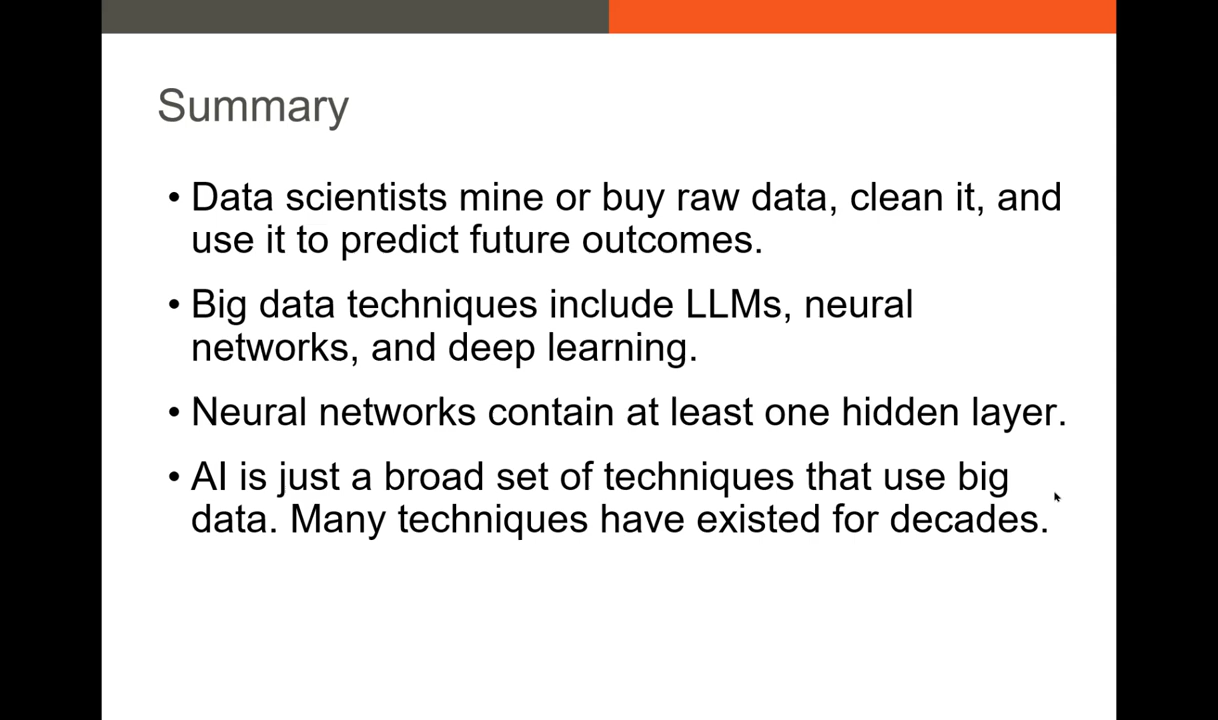 Summary
• Data scientists mine or buy raw data, clean it, and
use it to predict future outcomes.
• Big data techniques include LLMs, neural
networks, and deep learning.
• Neural networks contain at least one hidden layer.
• AI is just a broad set of techniques that use big
data. Many techniques have existed for decades.